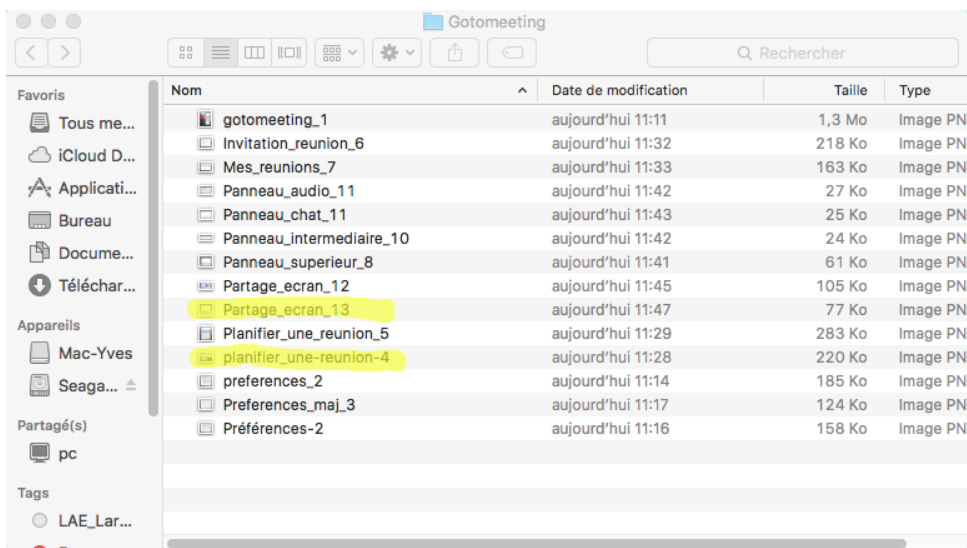 Gotomeeting
Rechercher
Favoris
Tous me...
iCloud D...
Applicati...
Bureau
Docume...
Téléchar...
Appareils
Mac-Yves
Seaga...
Partagé(s)
pc
Tags
LAE_Lar...
Nom Date de modification Taille Type
gotomeeting_1 aujourd'hui 11:11 1,3 Mo Image PN
Invitation_reunion_6 aujourd'hui 11:32 218 Ko Image PN
Mes_reunions_7 aujourd'hui 11:33 163 Ko Image PN
Panneau_audio_11 aujourd'hui 11:42 27 Ko Image PN
Panneau_chat_11 aujourd'hui 11:43 25 Ko Image PN
Panneau_intermediaire_10 aujourd'hui 11:42 24 Ko Image PN
Panneau_superieur_8 aujourd'hui 11:41 61 Ko Image PN
Partage_ecran_12 aujourd'hui 11:45 105 Ko Image PN
Partage_ecran_13 aujourd'hui 11:47 77 Ko Image PN
Planifier_une_reunion_5 aujourd'hui 11:29 283 Ko Image PN
planifier_une-reunion-4 aujourd'hui 11:28 220 Ko Image PN
preferences_2 aujourd'hui 11:14 185 Ko Image PN
Preferences_maj_3 aujourd'hui 11:17 124 Ko Image PN
Préférences-2 aujourd'hui 11:16 158 Ko Image PN